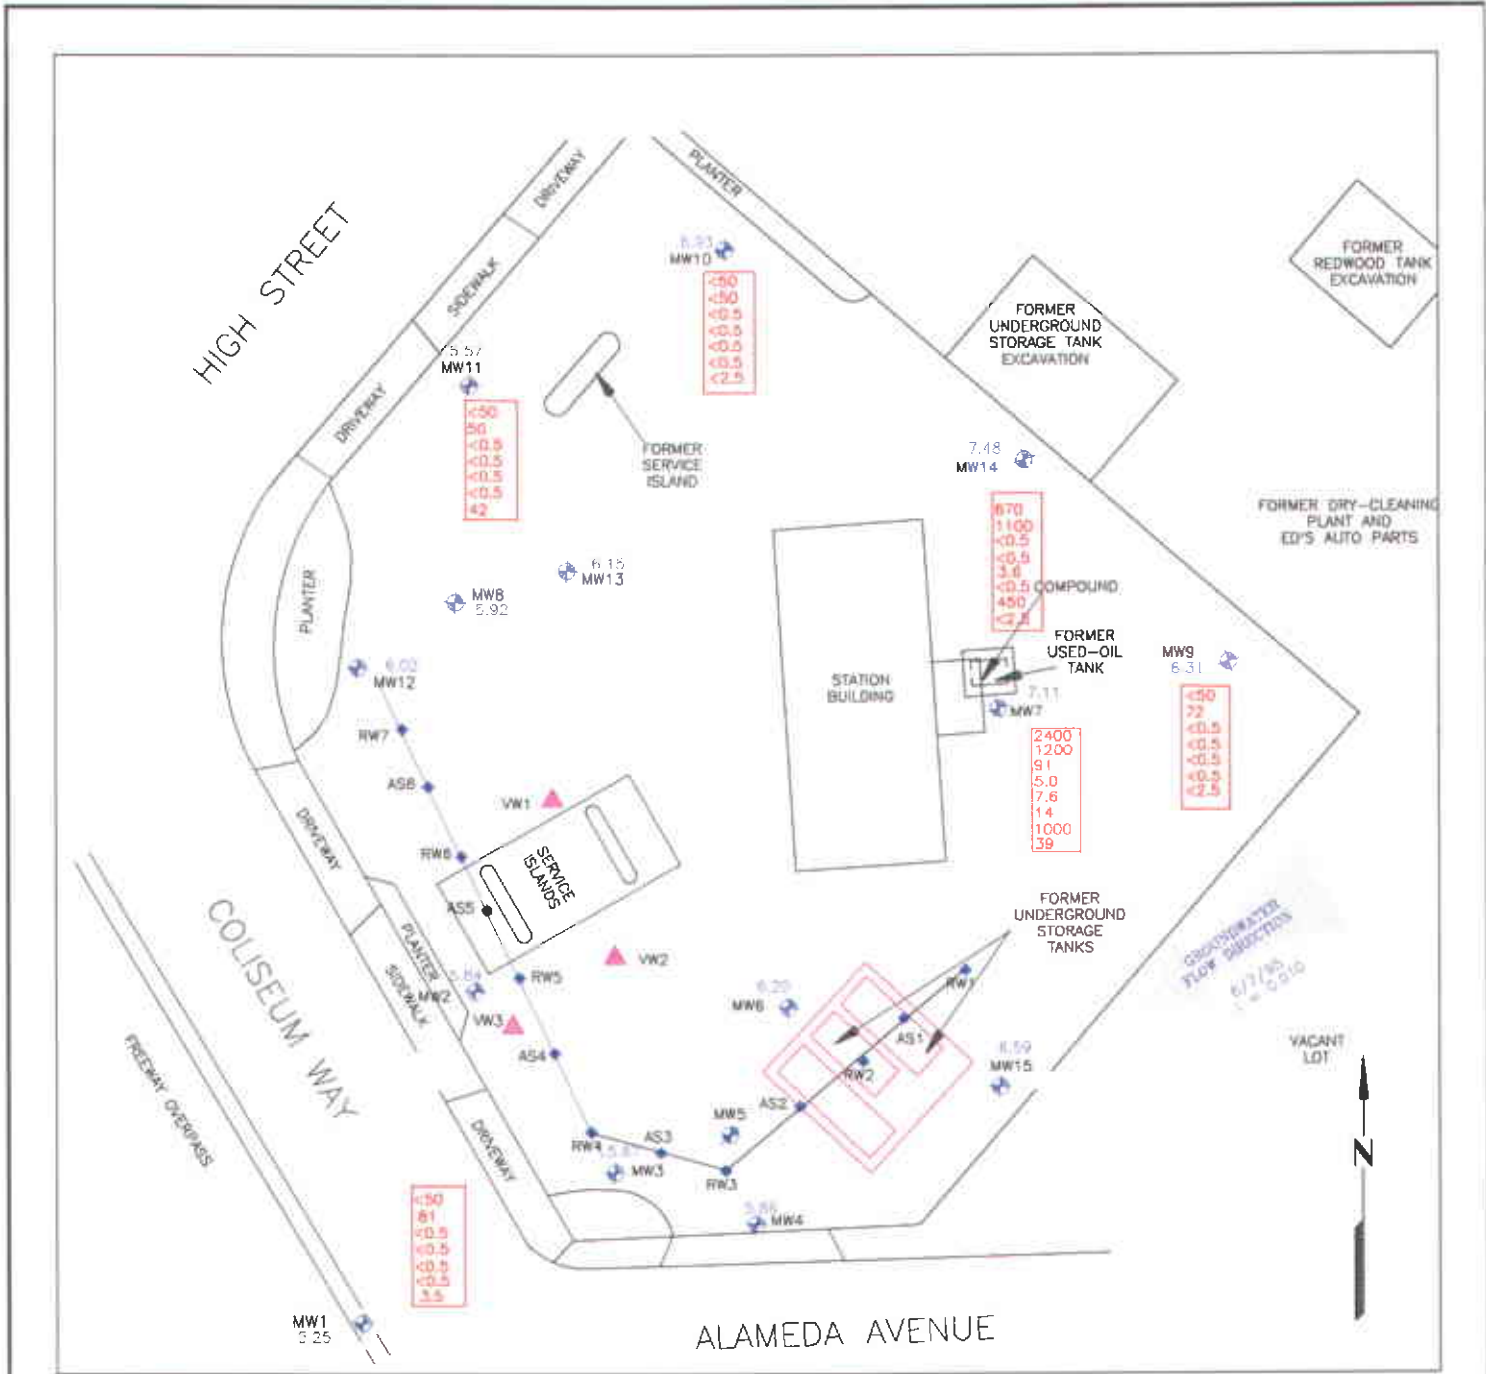 HIGH STREET
DRIVEWAY
PLANTER
SIDEWALK
DRIVEWAY
6.93
MW10
<50
<50
<0.5
<0.5
<0.5
<0.5
<2.5
5.57
MW11
<50
50
<0.5
<0.5
<0.5
<0.5
42
FORMER
SERVICE
ISLAND
FORMER
UNDERGROUND
STORAGE TANK
EXCAVATION
FORMER
REDWOOD TANK
EXCAVATION
7.48
MW14
670
1100
<0.5
<0.5
3.6
<0.5
450
<2.5
COMPOUND
FORMER DRY-CLEANING
PLANT AND
ED'S AUTO PARTS
FORMER
USED-OIL
TANK
MW9
6.31
<50
72
<0.5
<0.5
<0.5
<0.5
<2.5
PLANTER
6.15
MW13
MW8
5.92
6.02
MW12
STATION
BUILDING
7.11
MW7
2400
1200
91
5.0
7.6
14
1000
39
RW7
AS6
VW1
RW6
SERVICE
ISLANDS
AS5
DRIVEWAY
PLANTER
SIDEWALK
5.84
MW2
RW5
VW2
VW3
AS4
FORMER
UNDERGROUND
STORAGE
TANKS
GROUNDWATER
FLOW DIRECTION
6/7/95
6.20
MW6
RW1
AS1
RW2
AS2
6.59
MW15
VACANT
LOT
N
COLISEUM WAY
FREEWAY OVERPASS
DRIVEWAY
RW4
AS3
MW3
MW5
RW3
MW4
<50
81
<0.5
<0.5
<0.5
<0.5
3.5
MW1
5.25
ALAMEDA AVENUE